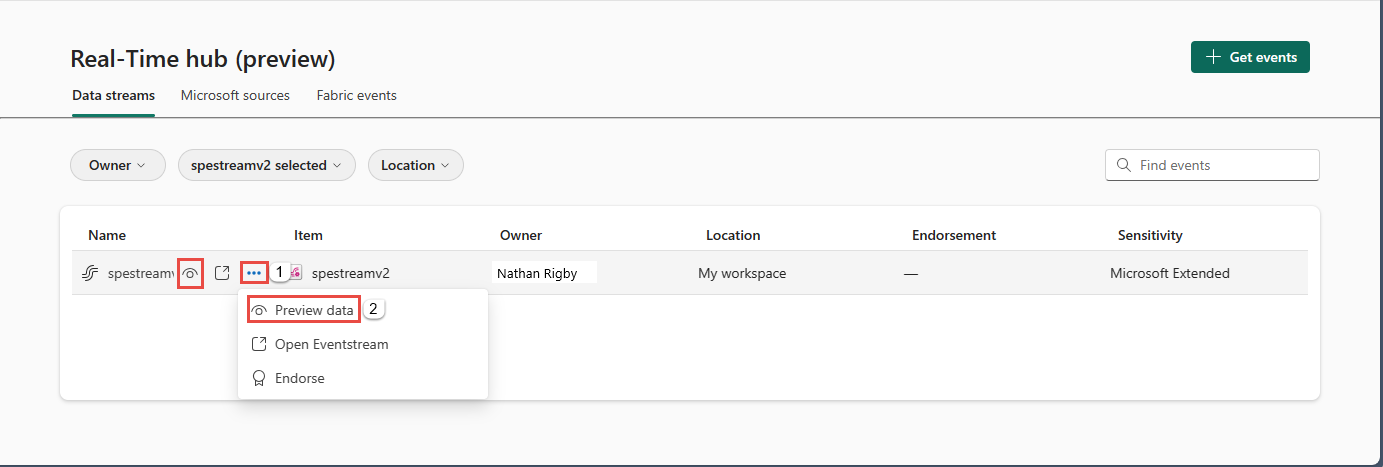 Real-Time hub (preview)
Get events
Data streams Microsoft sources Fabric events
Owner spestreamv2 selected Location Find events
Name Item Owner Location Endorsement Sensitivity
spestreamv 1 spestreamv2 Nathan Rigby My workspace — Microsoft Extended
Preview data 2
Open Eventstream
Endorse